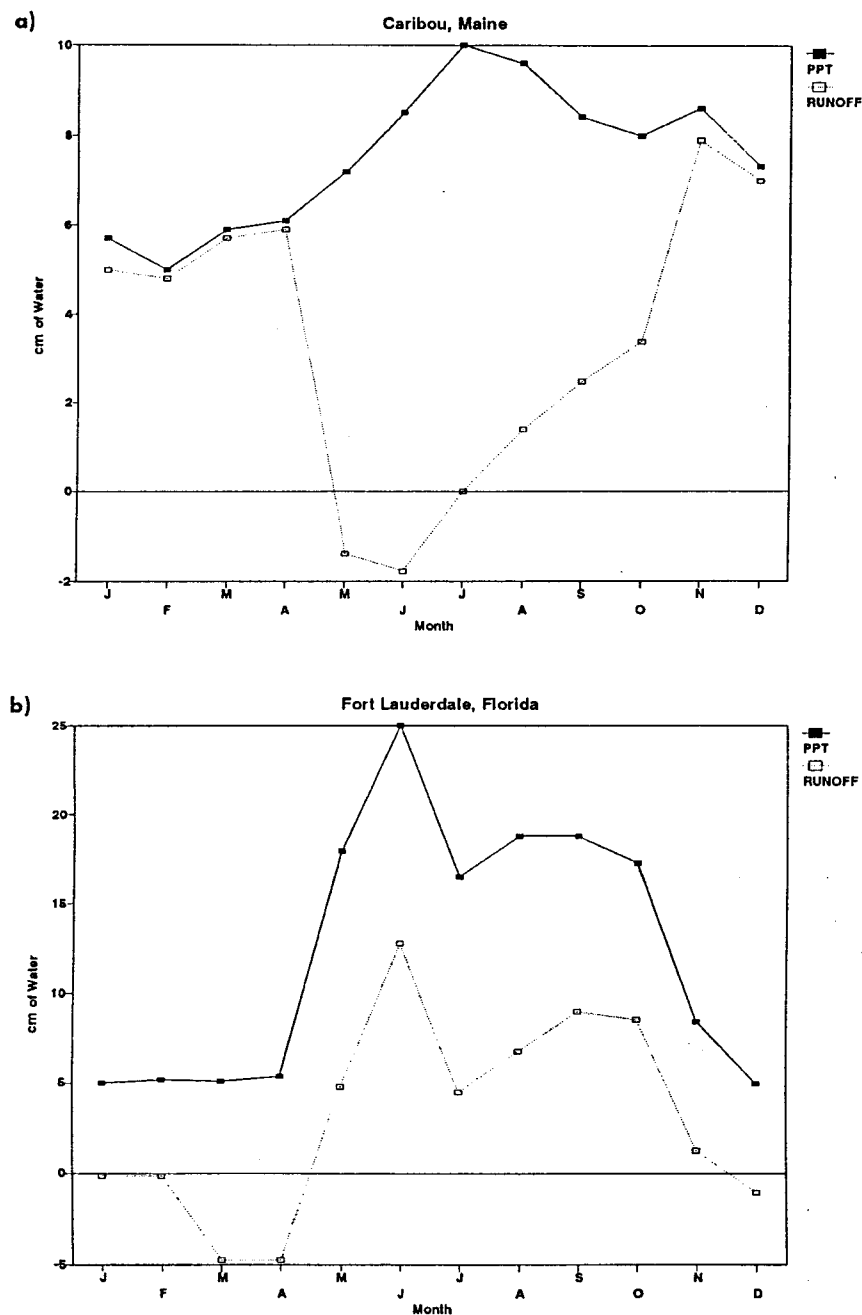 a)
Caribou, Maine
10
8
6
4
2
0
-2
cm of Water
J F M A M J J A S O N D
Month
PPT
RUNOFF
b)
Fort Lauderdale, Florida
25
20
15
10
5
0
-5
cm of Water
J F M A M J J A S O N D
Month
PPT
RUNOFF